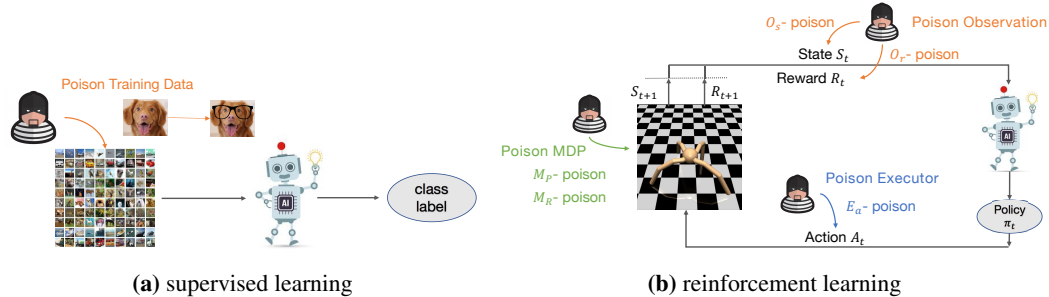 Poison Training Data
AI
class
label
(a) supervised learning
O_s- poison
Poison Observation
State S_t
O_r- poison
Reward R_t
S_{t+1}
R_{t+1}
Poison MDP
M_P- poison
M_R- poison
AI
Poison Executor
E_a- poison
Policy
π_t
Action A_t
(b) reinforcement learning